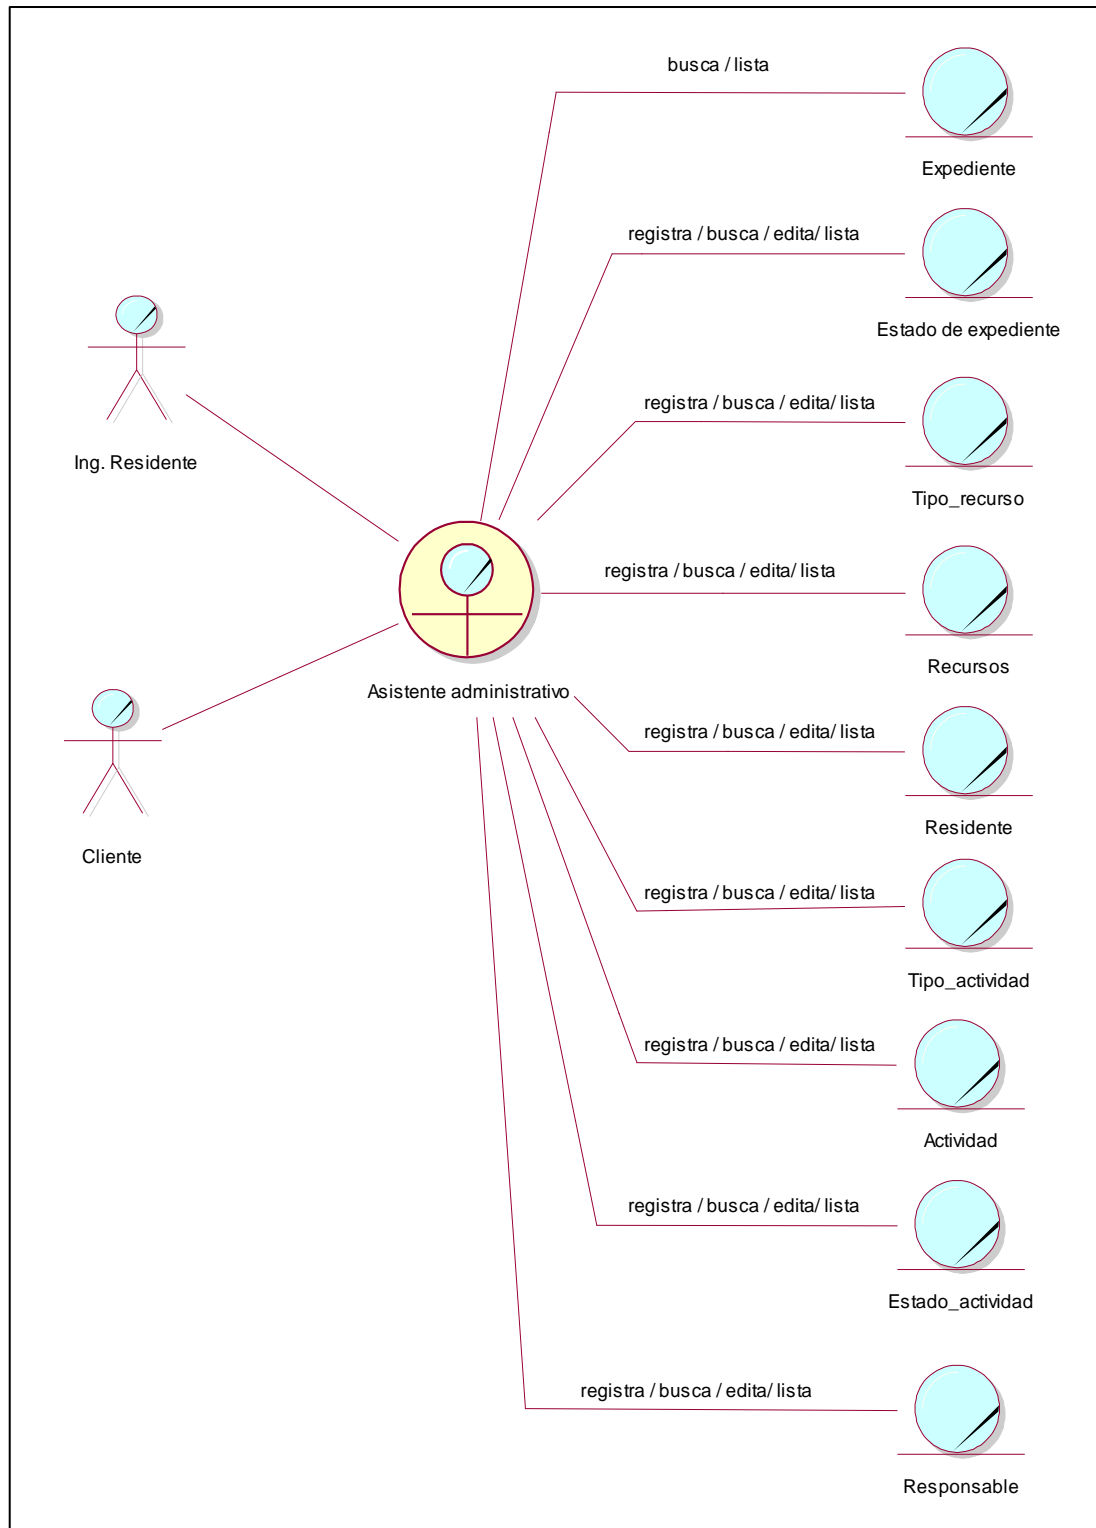 busca / lista
Expediente
registra / busca / edita/ lista
Estado de expediente
registra / busca / edita/ lista
Tipo_recurso
Ing. Residente
registra / busca / edita/ lista
Recursos
Asistente administrativo
registra / busca / edita/ lista
Residente
Cliente
registra / busca / edita/ lista
Tipo_actividad
registra / busca / edita/ lista
Actividad
registra / busca / edita/ lista
Estado_actividad
registra / busca / edita/ lista
Responsable